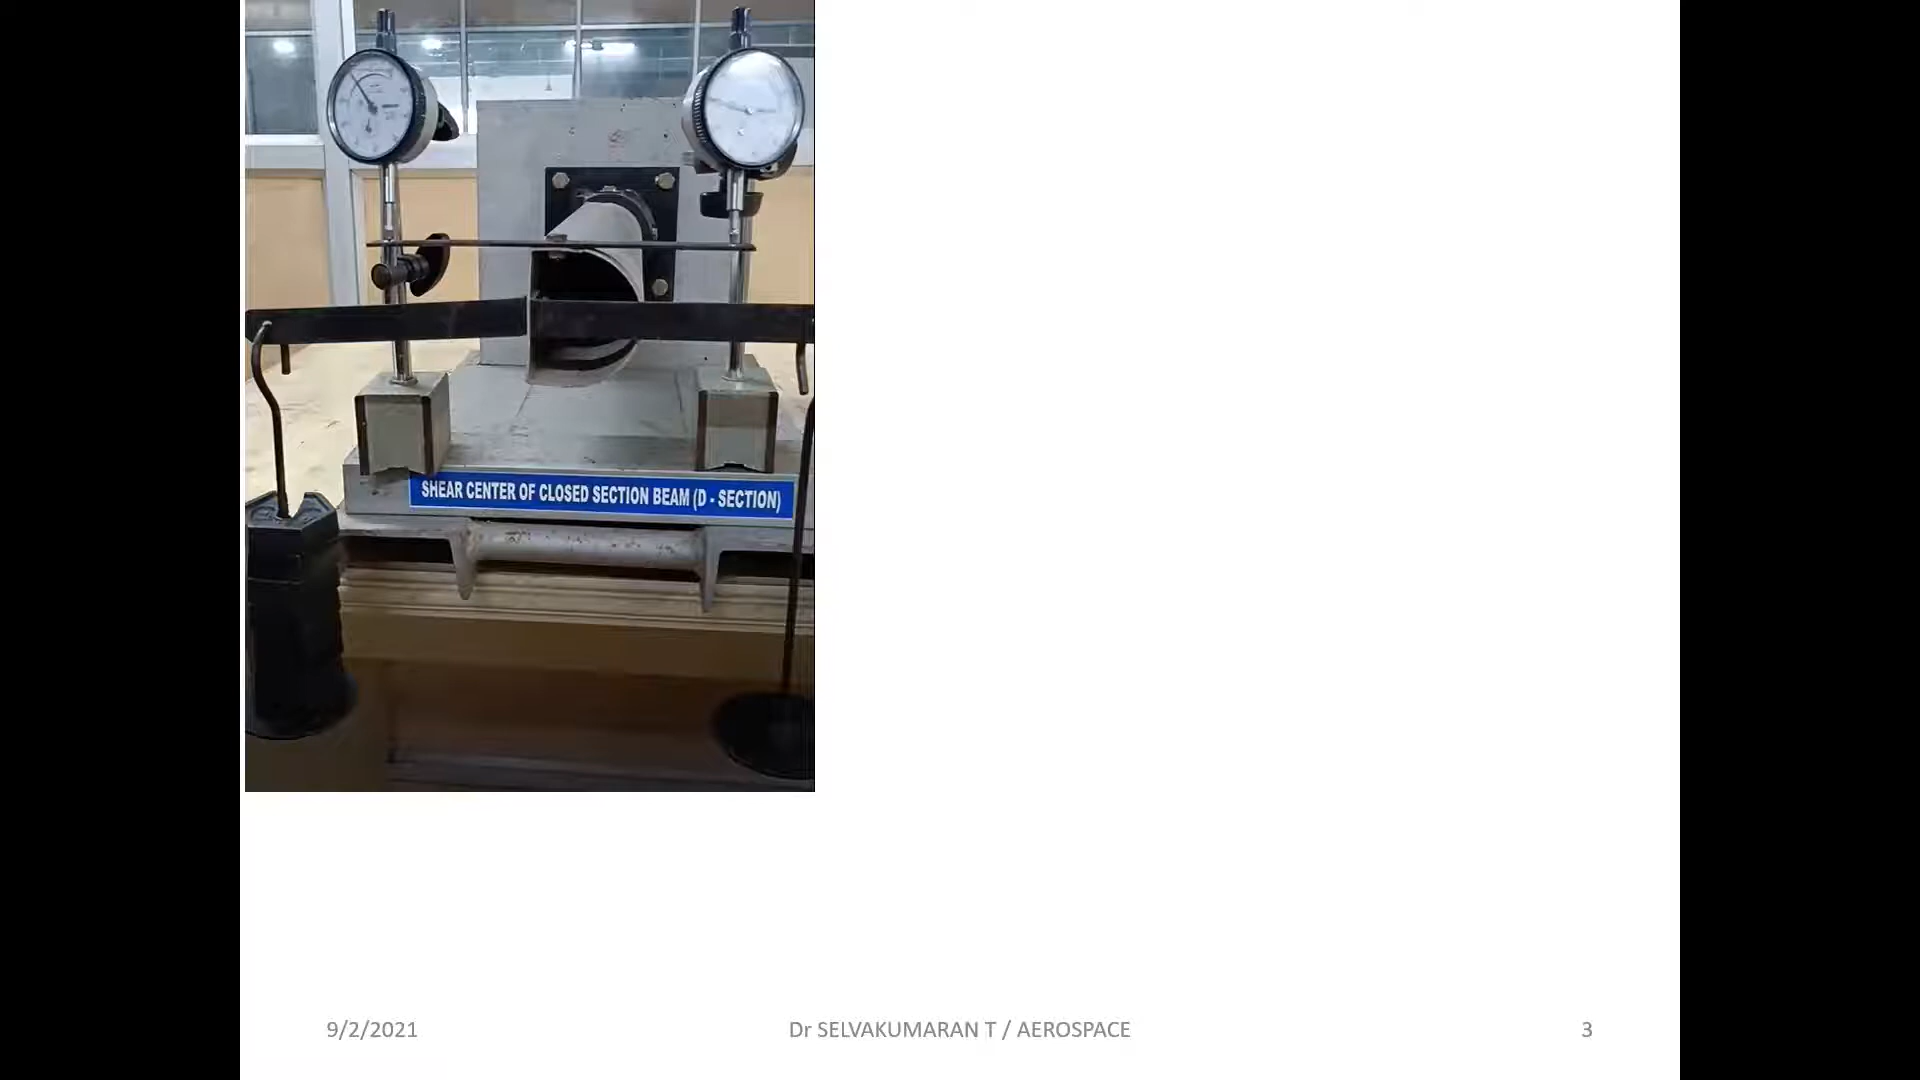 SHEAR CENTER OF CLOSED SECTION BEAM (D - SECTION)
9/2/2021
Dr SELVAKUMARAN T / AEROSPACE
3